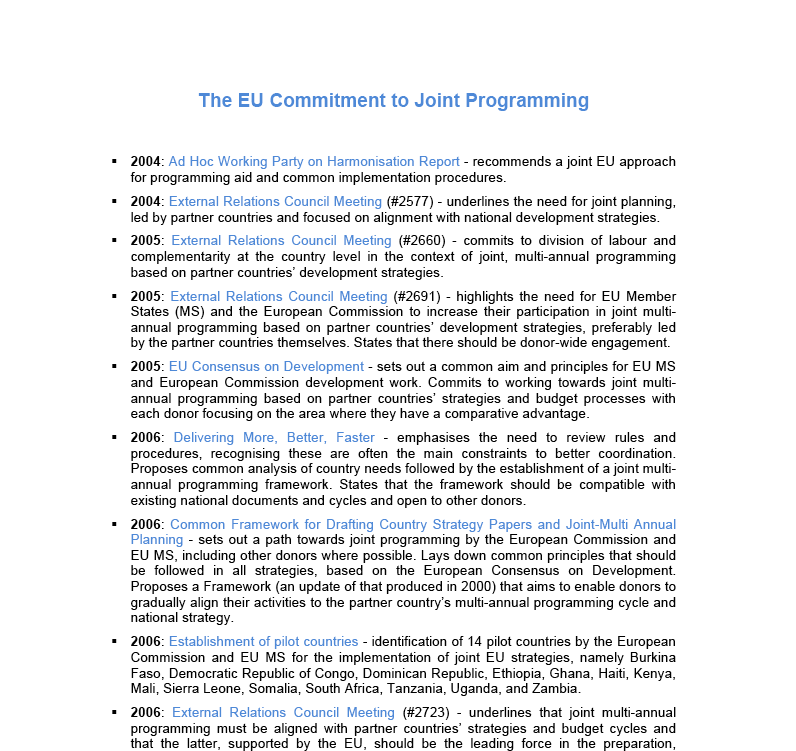 The EU Commitment to Joint Programming
▪ 2004: Ad Hoc Working Party on Harmonisation Report - recommends a joint EU approach
for programming aid and common implementation procedures.
▪ 2004: External Relations Council Meeting (#2577) - underlines the need for joint planning,
led by partner countries and focused on alignment with national development strategies.
▪ 2005: External Relations Council Meeting (#2660) - commits to division of labour and
complementarity at the country level in the context of joint, multi-annual programming
based on partner countries’ development strategies.
▪ 2005: External Relations Council Meeting (#2691) - highlights the need for EU Member
States (MS) and the European Commission to increase their participation in joint multi-
annual programming based on partner countries’ development strategies, preferably led
by the partner countries themselves. States that there should be donor-wide engagement.
▪ 2005: EU Consensus on Development - sets out a common aim and principles for EU MS
and European Commission development work. Commits to working towards joint multi-
annual programming based on partner countries’ strategies and budget processes with
each donor focusing on the area where they have a comparative advantage.
▪ 2006: Delivering More, Better, Faster - emphasises the need to review rules and
procedures, recognising these are often the main constraints to better coordination.
Proposes common analysis of country needs followed by the establishment of a joint multi-
annual programming framework. States that the framework should be compatible with
existing national documents and cycles and open to other donors.
▪ 2006: Common Framework for Drafting Country Strategy Papers and Joint-Multi Annual
Planning - sets out a path towards joint programming by the European Commission and
EU MS, including other donors where possible. Lays down common principles that should
be followed in all strategies, based on the European Consensus on Development.
Proposes a Framework (an update of that produced in 2000) that aims to enable donors to
gradually align their activities to the partner country’s multi-annual programming cycle and
national strategy.
▪ 2006: Establishment of pilot countries - identification of 14 pilot countries by the European
Commission and EU MS for the implementation of joint EU strategies, namely Burkina
Faso, Democratic Republic of Congo, Dominican Republic, Ethiopia, Ghana, Haiti, Kenya,
Mali, Sierra Leone, Somalia, South Africa, Tanzania, Uganda, and Zambia.
▪ 2006: External Relations Council Meeting (#2723) - underlines that joint multi-annual
programming must be aligned with partner countries’ strategies and budget cycles and
that the latter, supported by the EU, should be the leading force in the preparation,